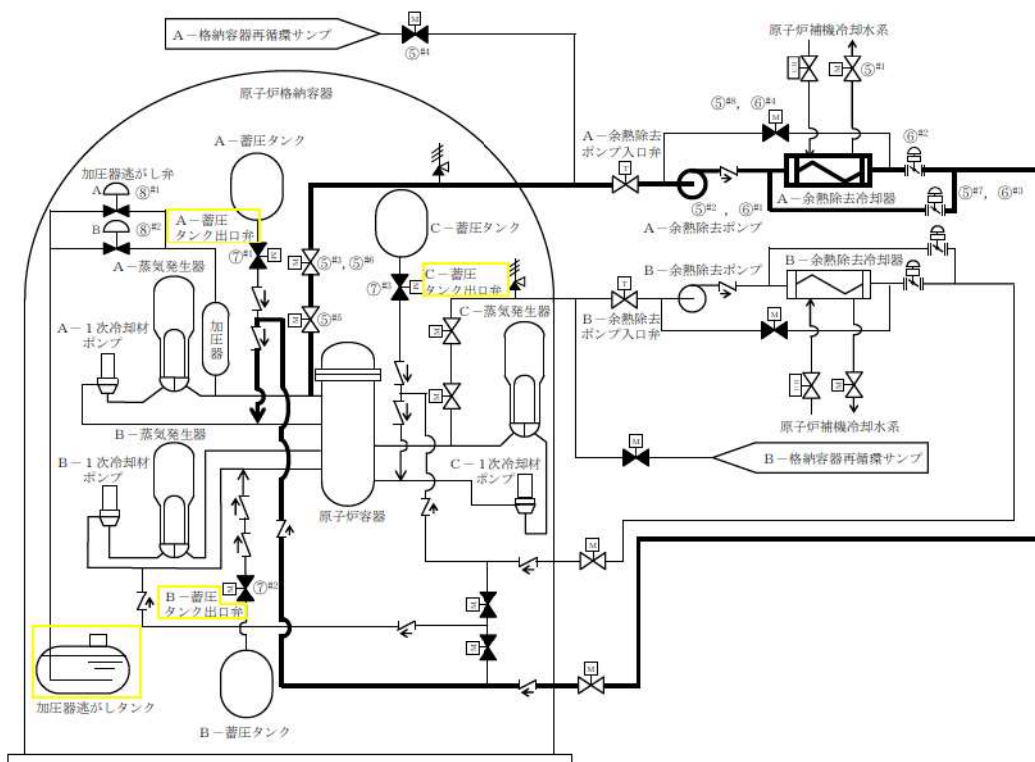 A－格納容器再循環サンプ
M
⑤#4
原子炉補機冷却水系
M
⑤#1
原子炉格納容器
⑤#8，⑥#4
M
A－蓄圧タンク
A－余熱除去
ポンプ入口弁
⑥#2
加圧器逃がし弁
A
⑧#1
T
A－余熱除去冷却器
⑤#7，⑥#3
B
⑧#2
A－蓄圧
タンク出口弁
C－蓄圧タンク
⑤#2，⑥#1
A－余熱除去ポンプ
A－蒸気発生器
⑦#1
M
M
⑤#3，⑤#6
⑦#3
M
C－蓄圧
タンク出口弁
B－余熱除去ポンプ
B－余熱除去冷却器
T
M
⑤#5
C－蒸気発生器
M
B－余熱除去
ポンプ入口弁
M
A－1次冷却材
ポンプ
加圧器
M
M
原子炉補機冷却水系
B－蒸気発生器
M
B－格納容器再循環サンプ
B－1次冷却材
ポンプ
C－1次冷却材
ポンプ
原子炉容器
M
M
⑦#2
B－蓄圧
タンク出口弁
M
M
M
加圧器逃がしタンク
B－蓄圧タンク